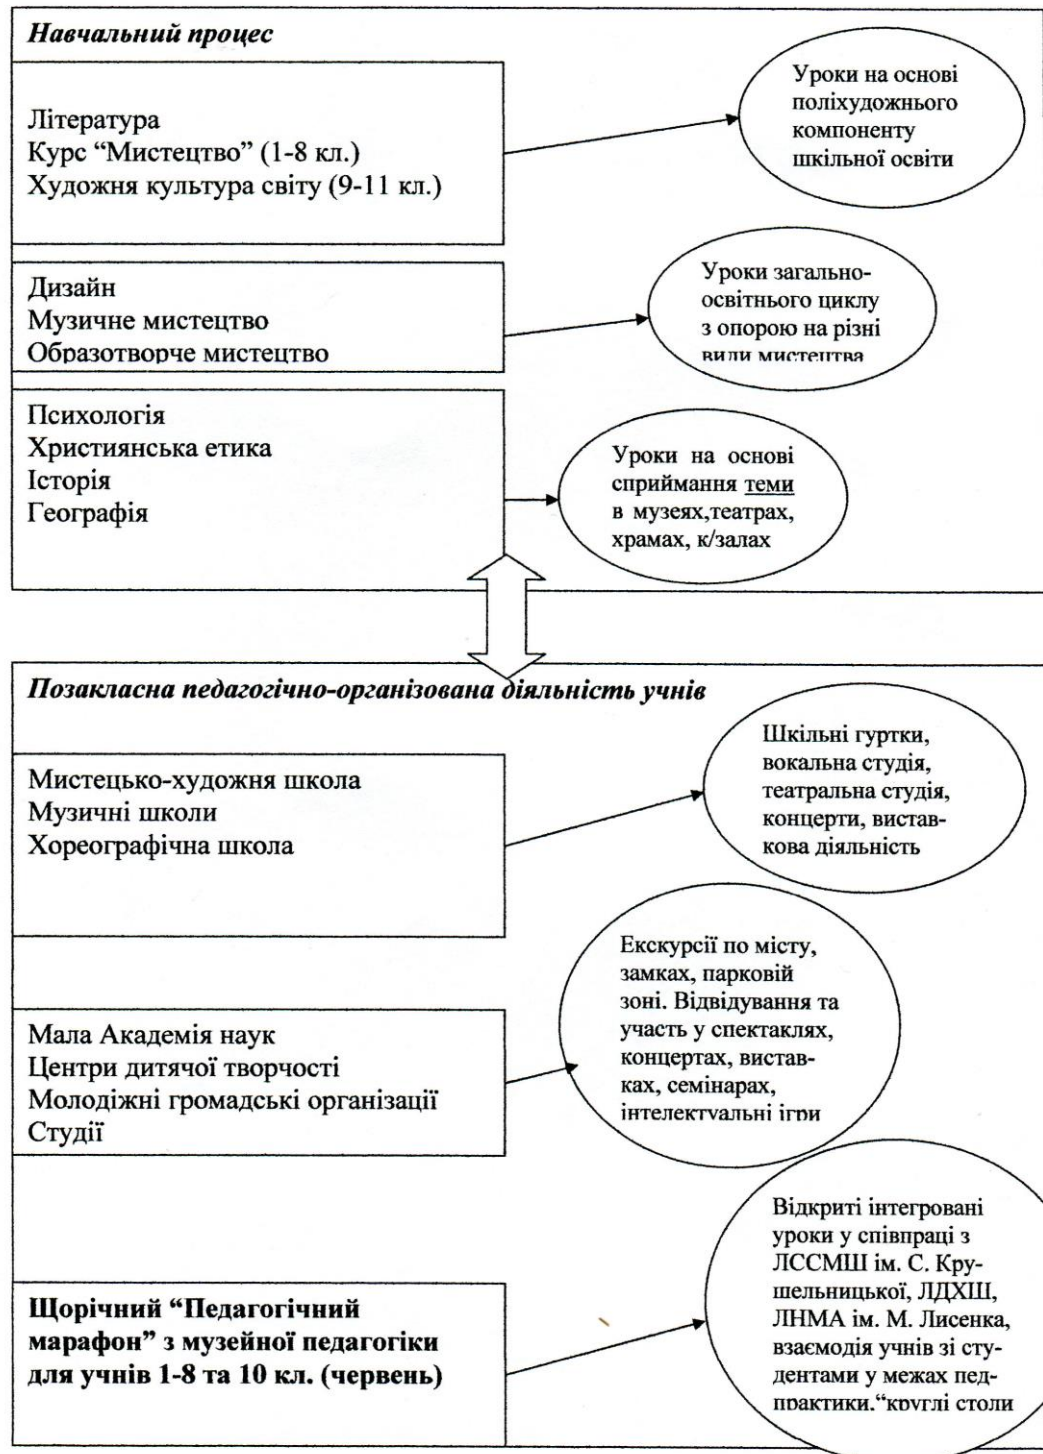 Навчальний процес
Література
Курс “Мистецтво” (1-8 кл.)
Художня культура світу (9-11 кл.)
Уроки на основі
поліхудожнього
компоненту
шкільної освіти
Дизайн
Музичне мистецтво
Образотворче мистецтво
Уроки загально-
освітнього циклу
з опорою на різні
види мистецтва
Психологія
Християнська етика
Історія
Географія
Уроки на основі
сприймання теми
в музеях,театрах,
храмах, к/залах
Позакласна педагогічно-організована діяльність учнів
Мистецько-художня школа
Музичні школи
Хореографічна школа
Шкільні гуртки,
вокальна студія,
театральна студія,
концерти, вистав-
кова діяльність
Мала Академія наук
Центри дитячої творчості
Молодіжні громадські організації
Студії
Екскурсії по місту,
замках, парковій
зоні. Відвідування та
участь у спектаклях,
концертах, вистав-
ках, семінарах,
інтелектуальні ігри
Щорічний “Педагогічний
марафон” з музейної педагогіки
для учнів 1-8 та 10 кл. (червень)
Відкриті інтегровані
уроки у співпраці з
ЛССМШ ім. С. Кру-
шельницької, ЛДХШ,
ЛНМА ім. М. Лисенка,
взаємодія учнів зі сту-
дентами у межах пед-
практики.“круглі столи